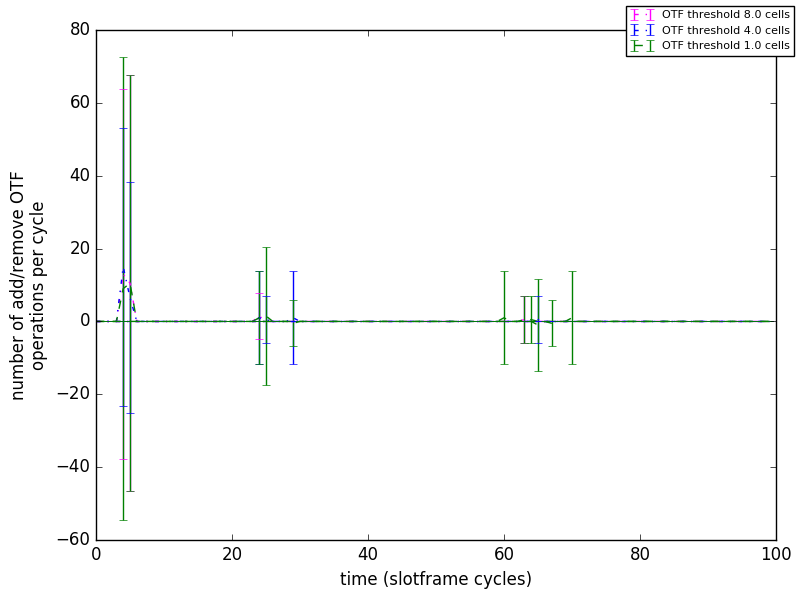 OTF threshold 8.0 cells
OTF threshold 4.0 cells
OTF threshold 1.0 cells
80
60
40
20
0
−20
−40
−60
number of add/remove OTF
operations per cycle
0 20 40 60 80 100
time (slotframe cycles)